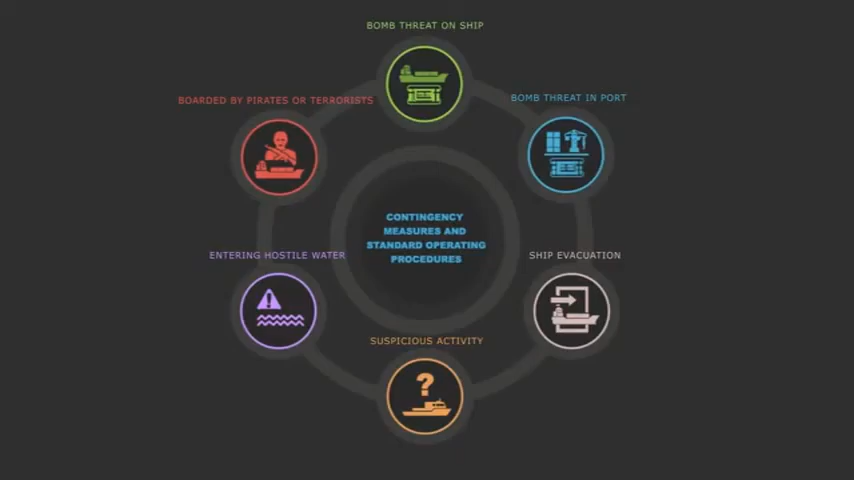 BOMB THREAT ON SHIP
BOARDED BY PIRATES OR TERRORISTS
BOMB THREAT IN PORT
CONTINGENCY
MEASURES AND
STANDARD OPERATING
PROCEDURES
ENTERING HOSTILE WATER
SHIP EVACUATION
SUSPICIOUS ACTIVITY
?